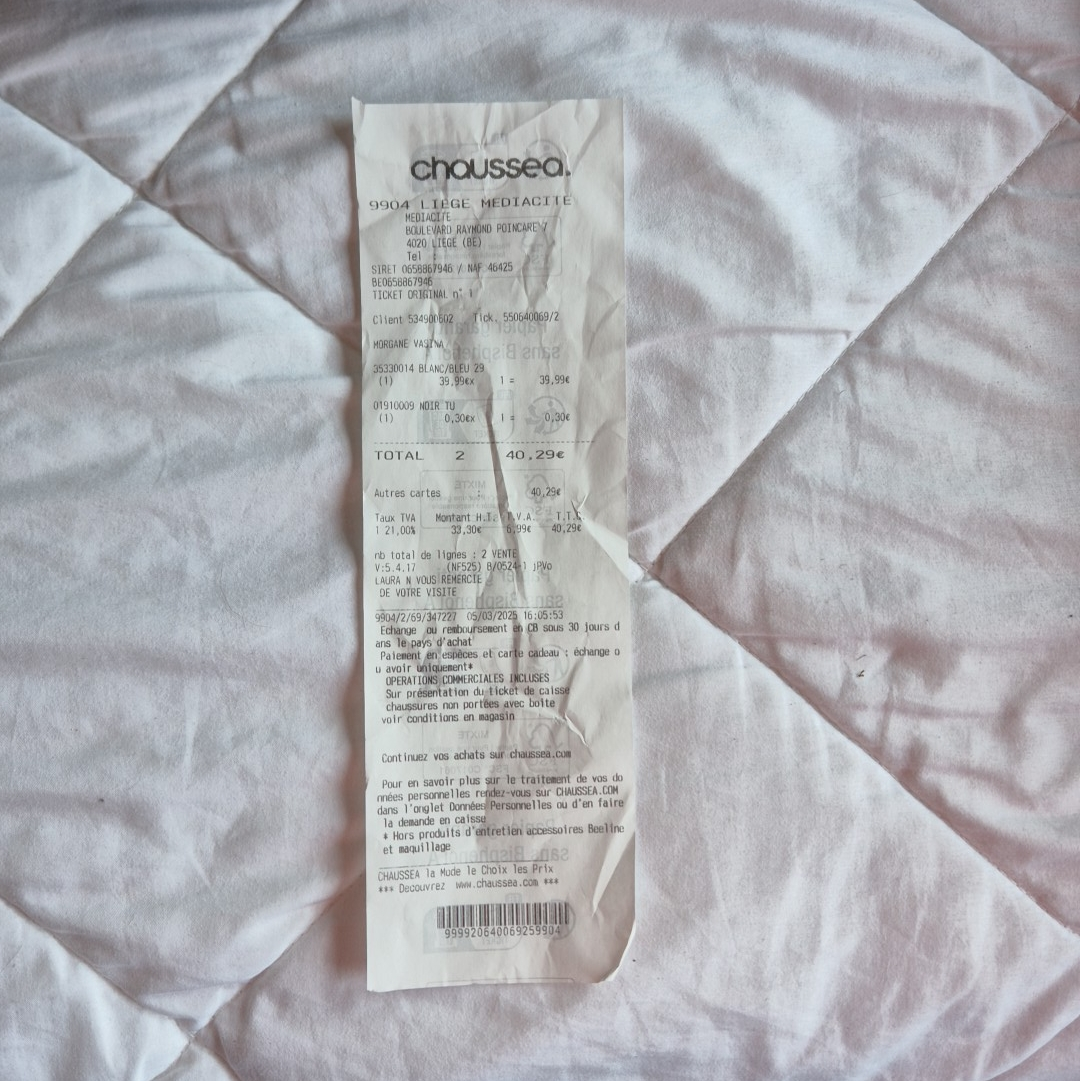 chaussea.
9904 LIEGE MEDIACITE
MEDIACITE
BOULEVARD RAYMOND POINCARE 7
4020 LIEGE (BE)
Tel :
SIRET 0658867946 / NAF 46425
BE0658867946
TICKET ORIGINAL n° 1
Client 534900602 Tick. 550640069/2
MORGANE VASINA
35330014 BLANC/BLEU 29
(1) 39,99€x 1 = 39,99€
01910009 NOIR TU
(1) 0,30€x 1 = 0,30€
TOTAL 2 40,29€
Autres cartes : 40,29€
Taux TVA Montant H.T. T.V.A. T.T.C
1 21,00% 33,30€ 6,99€ 40,29€
nb total de lignes : 2 VENTE
V:5.4.17 (NF525) B/0524-1 jPVo
LAURA N VOUS REMERCIE
DE VOTRE VISITE
9904/2/69/347227 05/03/2025 16:05:53
Echange ou remboursement en CB sous 30 jours d
ans le pays d'achat
Paiement en espèces et carte cadeau : échange o
u avoir uniquement*
OPERATIONS COMMERCIALES INCLUSES
Sur présentation du ticket de caisse
chaussures non portées avec boite
voir conditions en magasin
Continuez vos achats sur chaussea.com
Pour en savoir plus sur le traitement de vos do
nnées personnelles rendez-vous sur CHAUSSEA.COM
dans l'onglet Données Personnelles ou d'en faire
la demande en caisse
* Hors produits d'entretien accessoires Beeline
et maquillage
CHAUSSEA la Mode le Choix les Prix
*** Decouvrez www.chaussea.com ***
999920640069259904